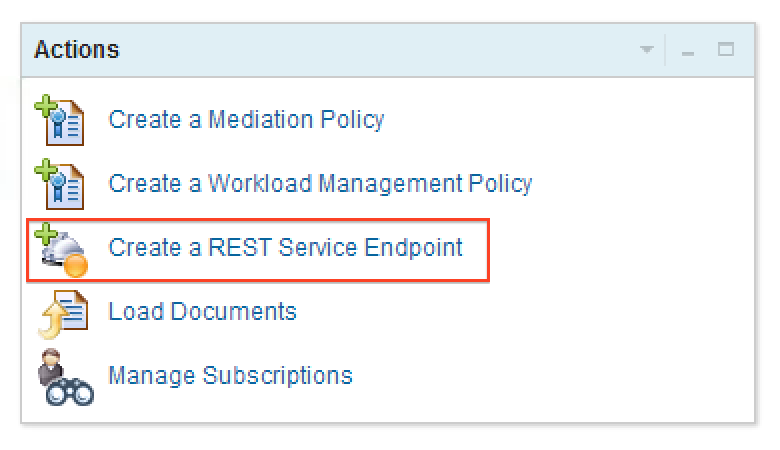 Actions
Create a Mediation Policy
Create a Workload Management Policy
Create a REST Service Endpoint
Load Documents
Manage Subscriptions